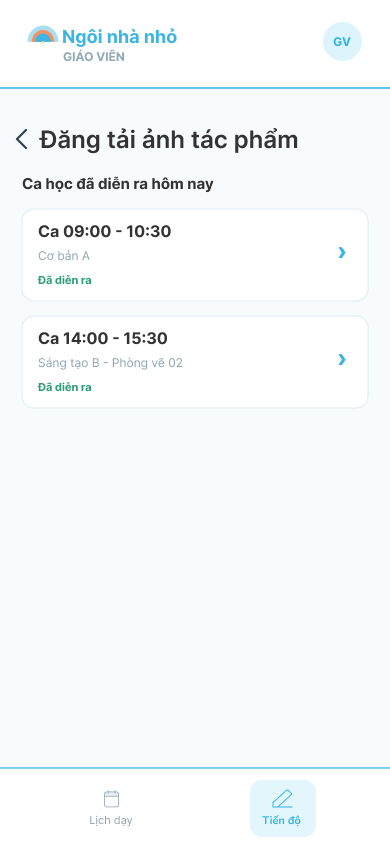 Ngôi nhà nhỏ
GIÁO VIÊN
GV
Đăng tải ảnh tác phẩm
Ca học đã diễn ra hôm nay
Ca 09:00 - 10:30
Cơ bản A
Đã diễn ra
Ca 14:00 - 15:30
Sáng tạo B - Phòng vẽ 02
Đã diễn ra
Lịch dạy
Tiến độ